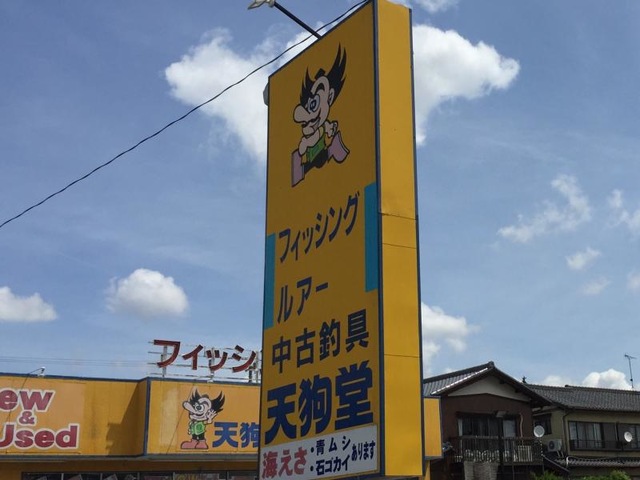 フィッシング
ルアー
中古釣具
天狗堂
海えさ ・青ムシ ・石ゴカイ あります
フィッシ
ew &
Used
天狗